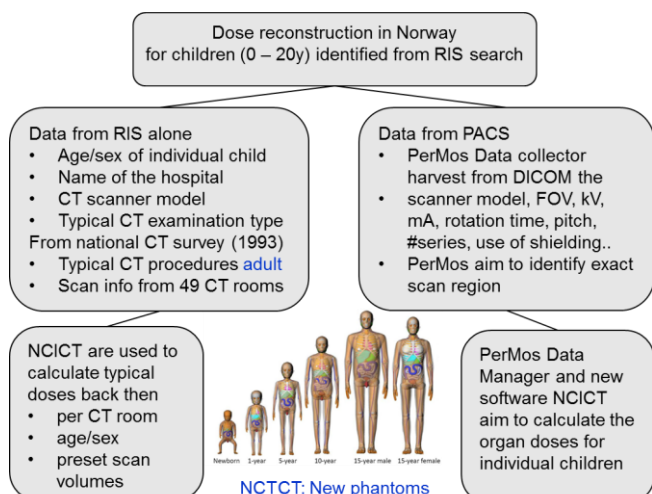 Dose reconstruction in Norway
for children (0 – 20y) identified from RIS search
Data from RIS alone
• Age/sex of individual child
• Name of the hospital
• CT scanner model
• Typical CT examination type
From national CT survey (1993)
• Typical CT procedures adult
• Scan info from 49 CT rooms
Data from PACS
• PerMos Data collector
harvest from DICOM the
scanner model, FOV, kV,
mA, rotation time, pitch,
#series, use of shielding..
• PerMos aim to identify exact
scan region
NCICT are used to
calculate typical
doses back then
• per CT room
• age/sex
• preset scan
volumes
Newborn 1-year 5-year 10-year 15-year male 15-year female
NCTCT: New phantoms
PerMos Data
Manager and new
software NCICT
aim to calculate the
organ doses for
individual children